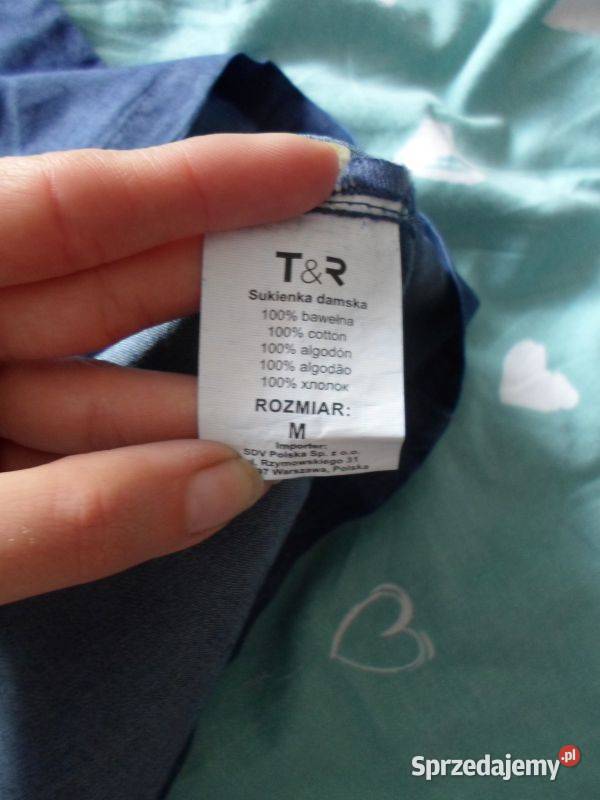 T&R
Sukienka damska
100% bawełna
100% cotton
100% algodón
100% algodão
100% хлопок
ROZMIAR:
M
Importer:
SDV Polska Sp. z o.o.
Rzymowskiego 31
Warszawa, Polska
Sprzedajemy.pl